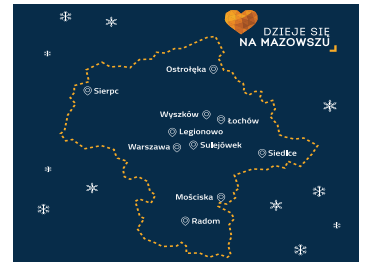 DZIEJE SIĘ
NA MAZOWSZU
Ostrołęka
Sierpc
Wyszków
Łochów
Legionowo
Warszawa
Sulejówek
Siedlce
Mościska
Radom